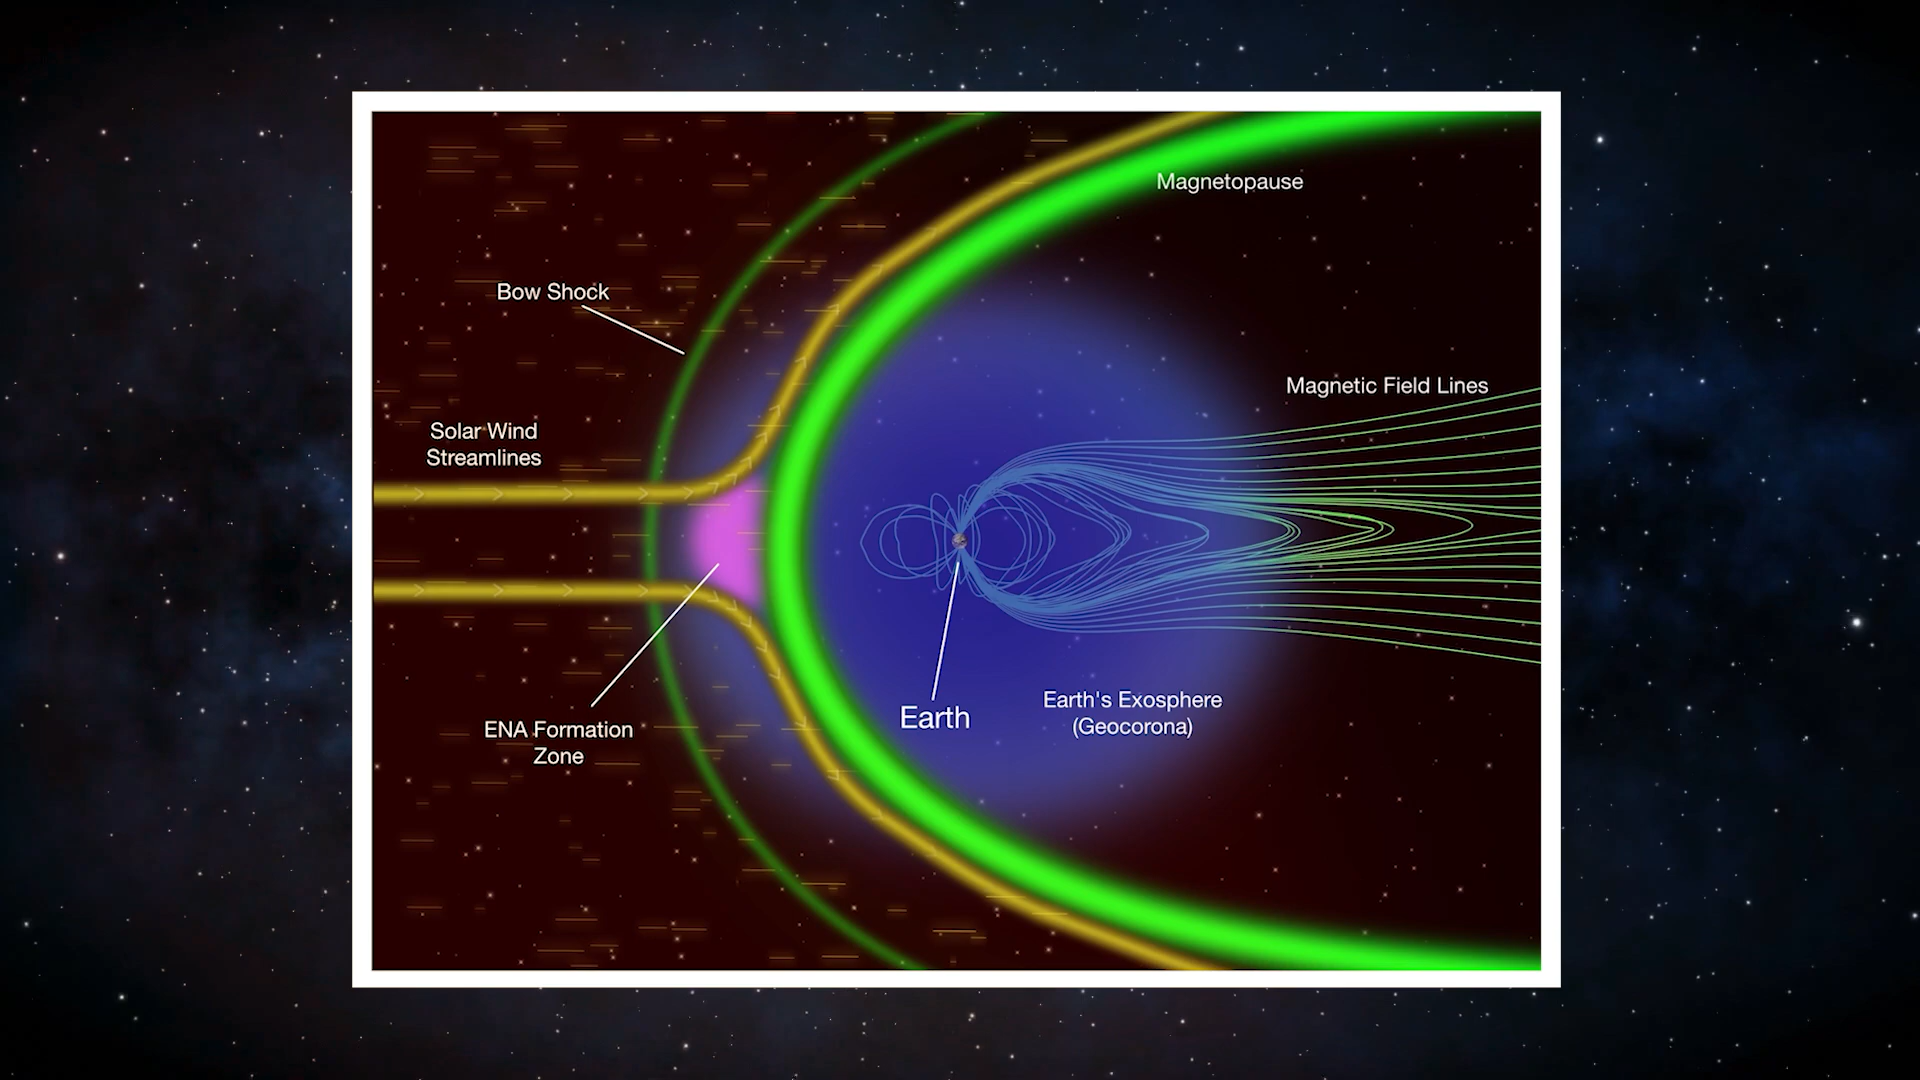 Magnetopause
Bow Shock
Magnetic Field Lines
Solar Wind
Streamlines
Earth's Exosphere
(Geocorona)
Earth
ENA Formation
Zone